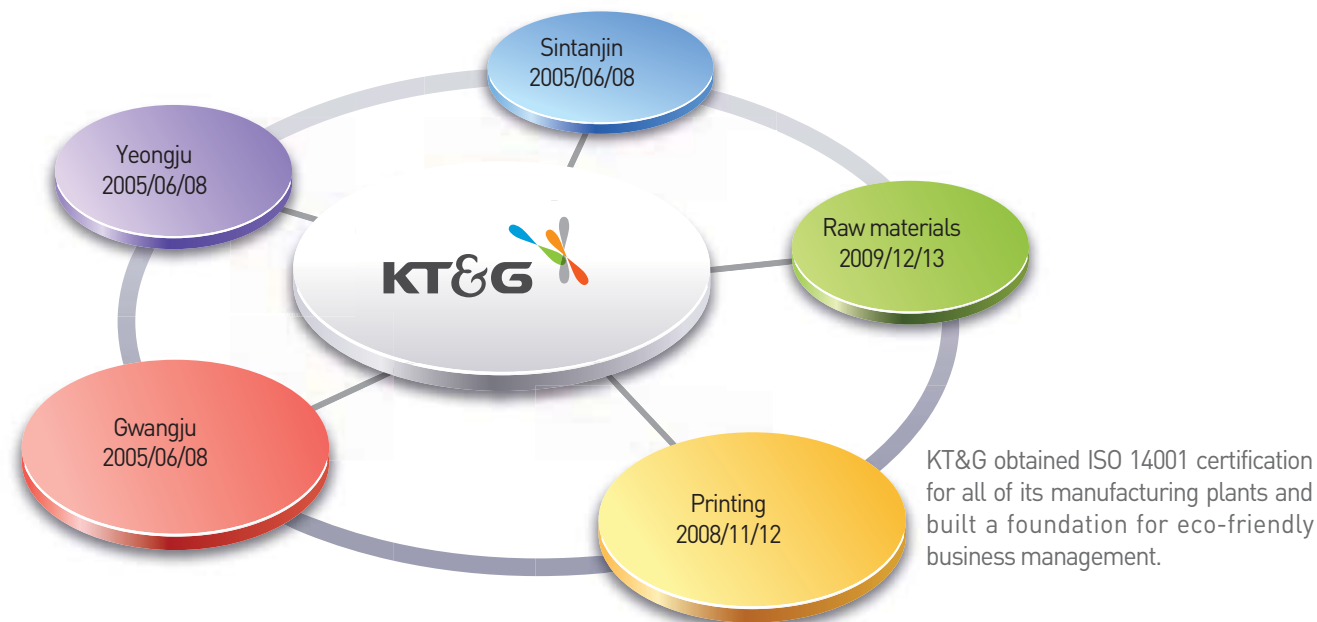 Sintanjin
2005/06/08
Yeongju
2005/06/08
Raw materials
2009/12/13
KT&G
Gwangju
2005/06/08
Printing
2008/11/12
KT&G obtained ISO 14001 certification
for all of its manufacturing plants and
built a foundation for eco-friendly
business management.